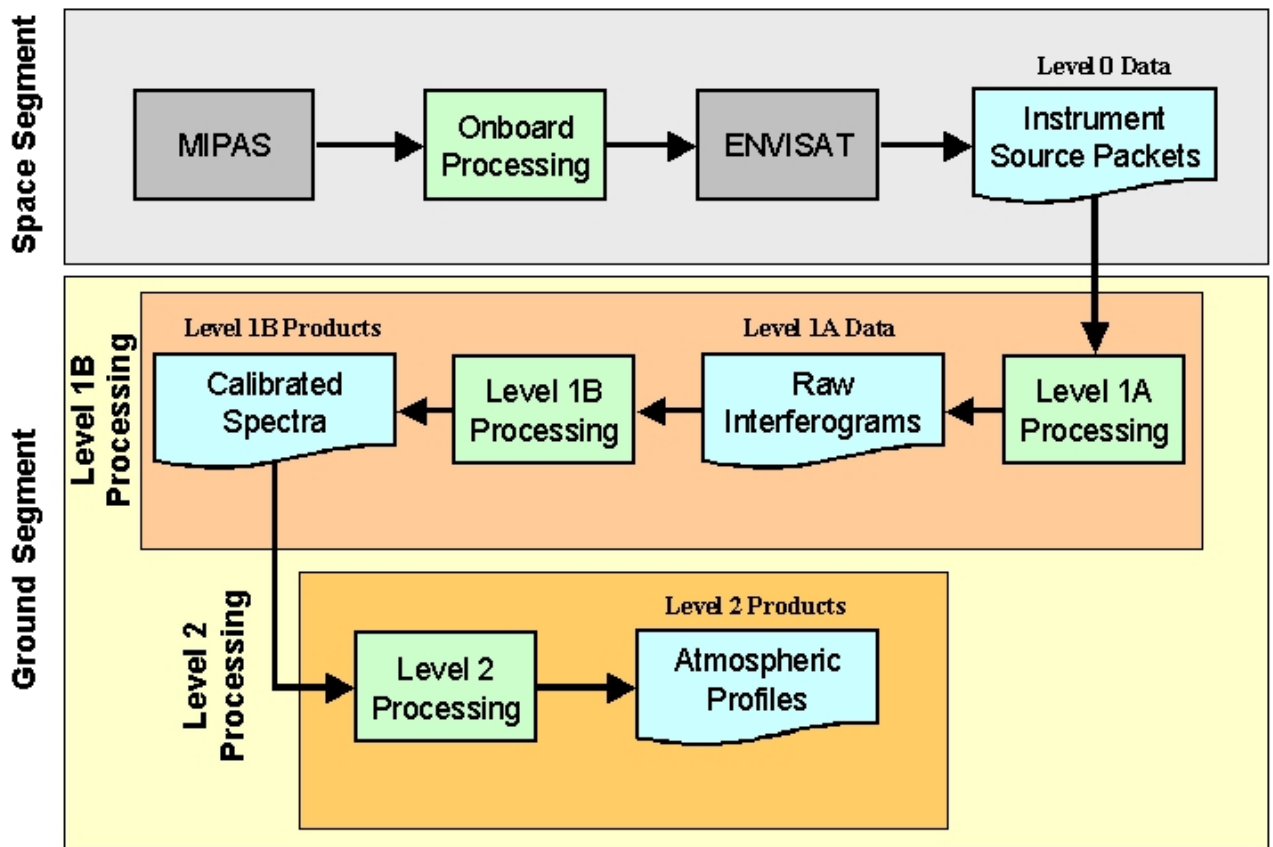 Space Segment
Level 0 Data
MIPAS
Onboard
Processing
ENVISAT
Instrument
Source Packets
Ground Segment
Level 1B
Processing
Level 1B Products
Calibrated
Spectra
Level 1B
Processing
Level 1A Data
Raw
Interferograms
Level 1A
Processing
Level 2
Processing
Level 2
Processing
Level 2 Products
Atmospheric
Profiles